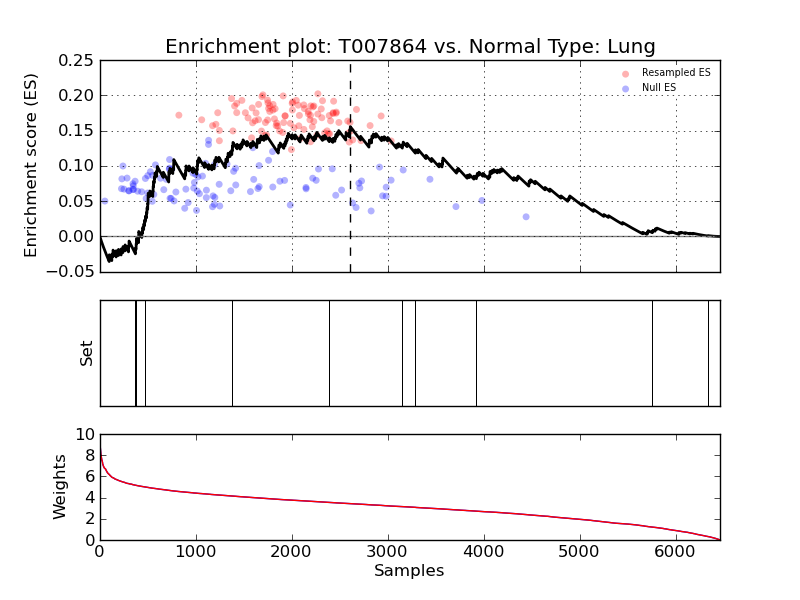 Enrichment plot: T007864 vs. Normal Type: Lung
Enrichment score (ES)
0.25
0.20
0.15
0.10
0.05
0.00
−0.05
Resampled ES
Null ES
Set
Weights
10
8
6
4
2
0
0 1000 2000 3000 4000 5000 6000
Samples